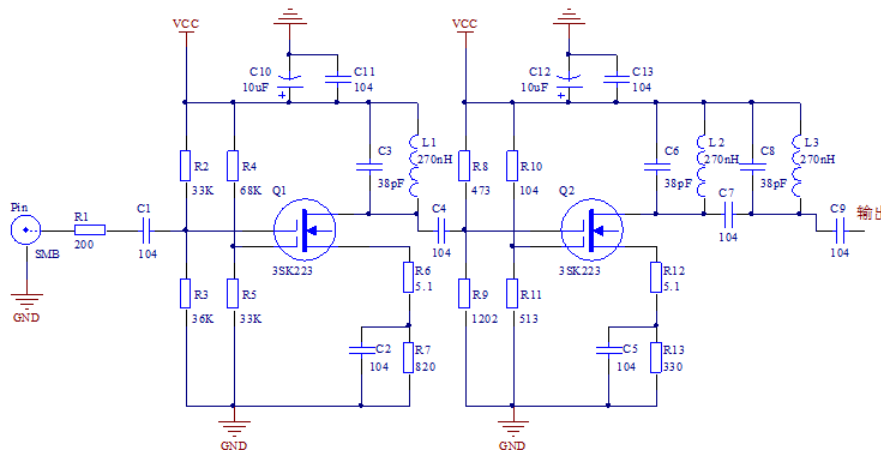 VCC
VCC
C10
10uF
+
C11
104
C12
10uF
+
C13
104
C3
38pF
L1
270nH
C6
38pF
L2
270nH
C8
38pF
L3
270nH
R2
33K
R4
68K
Q1
3SK223
R8
473
R10
104
Q2
3SK223
C7
104
C9
104
输出
Pin
SMB
R1
200
C1
104
C4
104
GND
R3
36K
R5
33K
R6
5.1
C2
104
R7
820
R9
1202
R11
513
R12
5.1
C5
104
R13
330
GND
GND